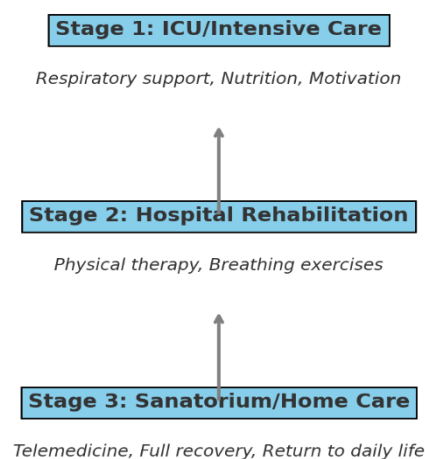 Stage 1: ICU/Intensive Care
Respiratory support, Nutrition, Motivation
Stage 2: Hospital Rehabilitation
Physical therapy, Breathing exercises
Stage 3: Sanatorium/Home Care
Telemedicine, Full recovery, Return to daily life